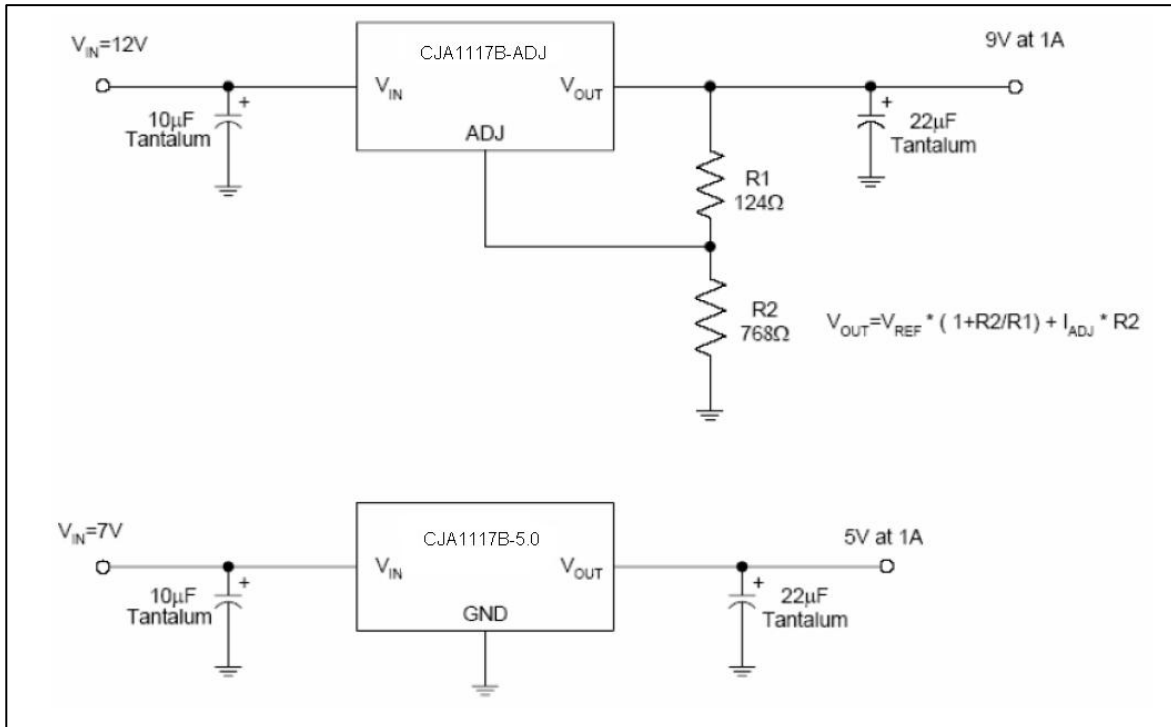 V_IN=12V
CJA1117B-ADJ
9V at 1A
V_IN
V_OUT
ADJ
10μF
Tantalum
+
+
22μF
Tantalum
R1
124Ω
R2
768Ω
V_OUT=V_REF * ( 1+R2/R1) + I_ADJ * R2
V_IN=7V
CJA1117B-5.0
5V at 1A
V_IN
V_OUT
GND
10μF
Tantalum
+
+
22μF
Tantalum